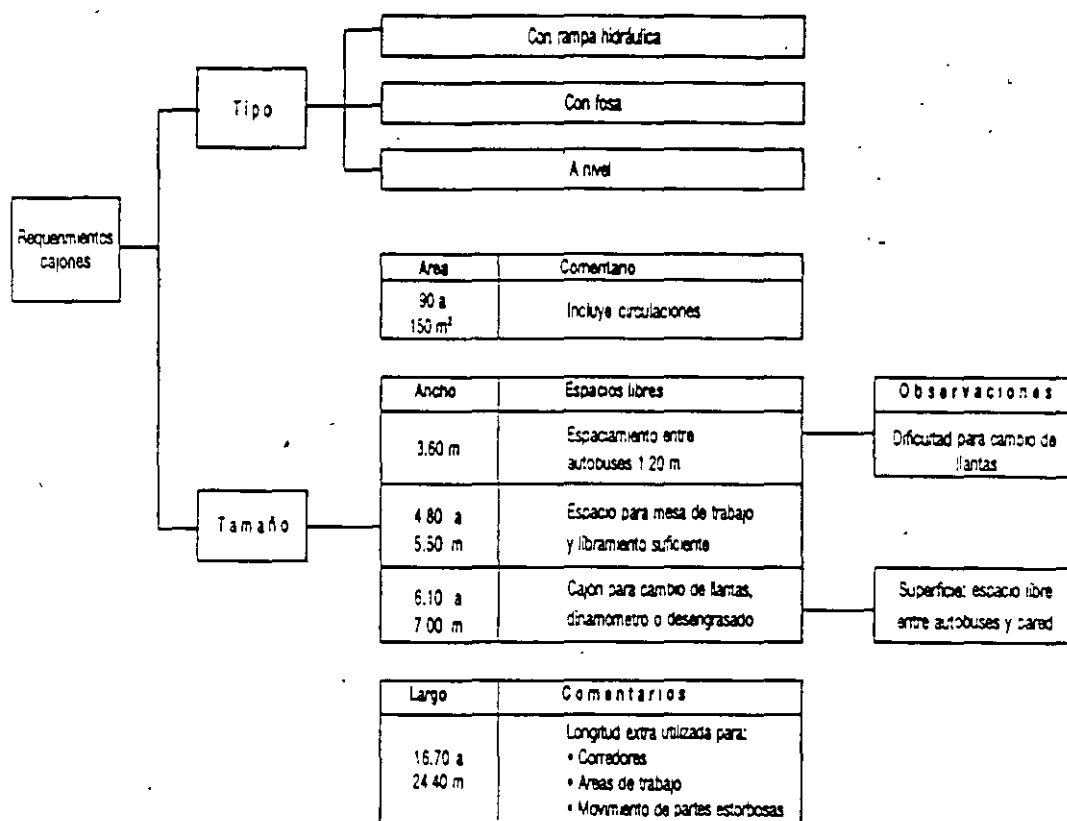 Con rampa hidráulica
Tipo
Con fosa
A nivel
Requerimientos
cajones
Area Comentario
90 a
150 m²
Incluye circulaciones
Ancho Espacios libres
3.60 m
Espaciamiento entre
autobuses 1.20 m
Observaciones
Dificultad para cambio de
llantas
Tamaño
4.80 a
5.50 m
Espacio para mesa de trabajo
y libramiento suficiente
6.10 a
7.00 m
Cajón para cambio de llantas,
dinamómetro o desengrasado
Superficie: espacio libre
entre autobuses y pared
Largo Comentarios
16.70 a
24.40 m
Longitud extra utilizada para:
• Corredores
• Areas de trabajo
• Movimiento de partes estorbosas